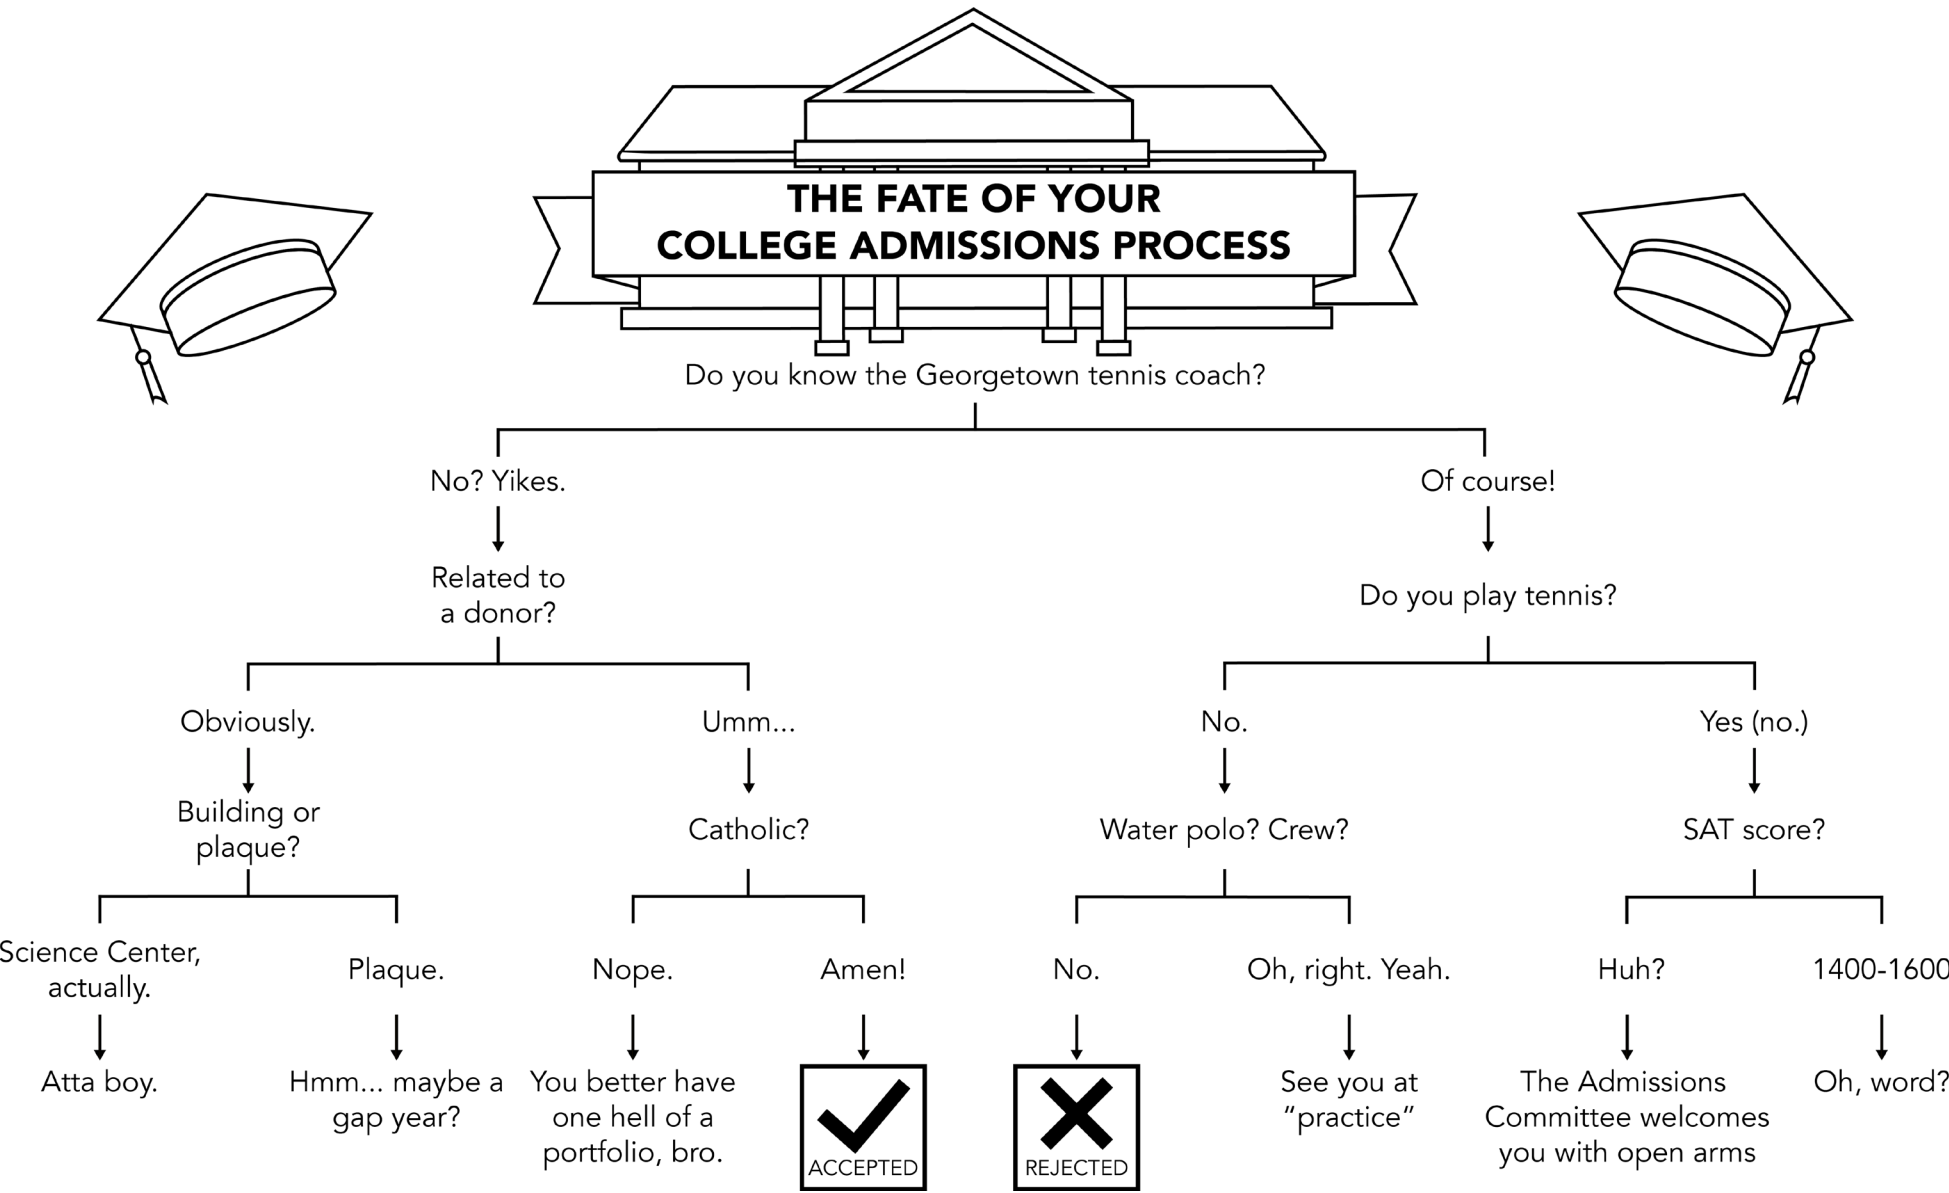 THE FATE OF YOUR
COLLEGE ADMISSIONS PROCESS
Do you know the Georgetown tennis coach?
No? Yikes.
Of course!
Related to
a donor?
Do you play tennis?
Obviously.
Umm...
No.
Yes (no.)
Building or
plaque?
Catholic?
Water polo? Crew?
SAT score?
Science Center,
actually.
Plaque.
Nope.
Amen!
No.
Oh, right. Yeah.
Huh?
1400-1600
Atta boy.
Hmm... maybe a
gap year?
You better have
one hell of a
portfolio, bro.
ACCEPTED
REJECTED
See you at
“practice”
The Admissions
Committee welcomes
you with open arms
Oh, word?